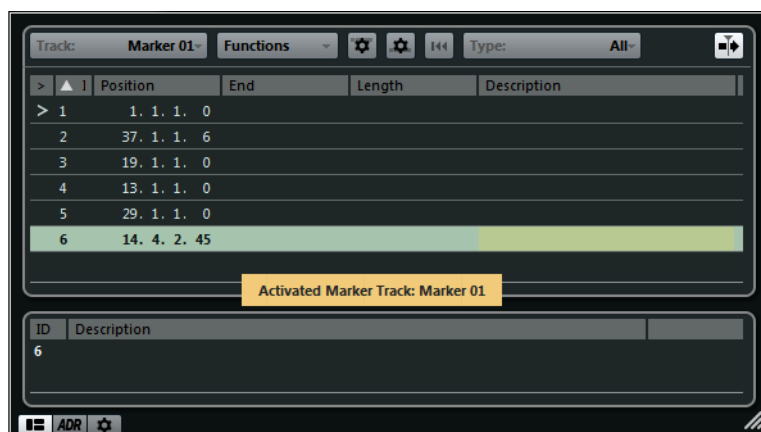 Track: Marker 01 Functions Type: All
> I Position End Length Description
> 1 1. 1. 1. 0
2 37. 1. 1. 6
3 19. 1. 1. 0
4 13. 1. 1. 0
5 29. 1. 1. 0
6 14. 4. 2. 45
Activated Marker Track: Marker 01
ID Description
6
ADR